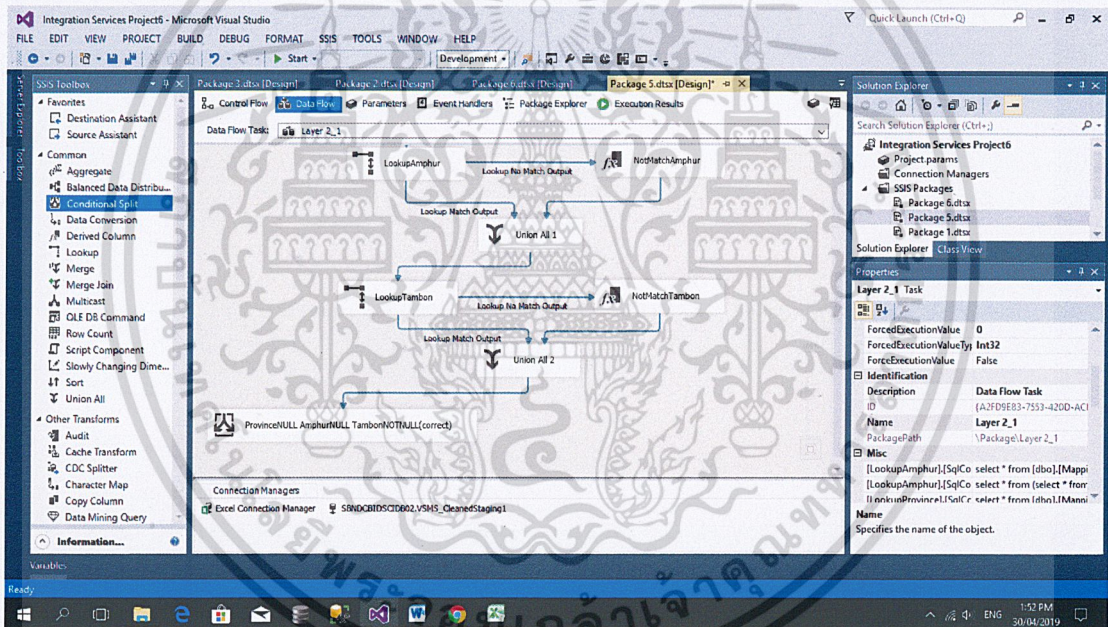 Integration Services Project6 - Microsoft Visual Studio
Quick Launch (Ctrl+Q)
FILE EDIT VIEW PROJECT BUILD DEBUG FORMAT SSIS TOOLS WINDOW HELP
Start
Development
SSIS Toolbox
Favorites
Destination Assistant
Source Assistant
Common
Aggregate
Balanced Data Distribu...
Conditional Split
Data Conversion
Derived Column
Lookup
Merge
Merge Join
Multicast
OLE DB Command
Row Count
Script Component
Slowly Changing Dime...
Sort
Union All
Other Transforms
Audit
Cache Transform
CDC Splitter
Character Map
Copy Column
Data Mining Query
Information...
Server Explorer Toolbox
Package 3.dtsx [Design] Package 2.dtsx [Design] Package 6.dtsx [Design] Package 5.dtsx [Design]*
Control Flow Data Flow Parameters Event Handlers Package Explorer Execution Results
Data Flow Task: Layer 2_1
LookupAmphur
Lookup No Match Output
NotMatchAmphur
Lookup Match Output
Union All 1
LookupTambon
Lookup No Match Output
NotMatchTambon
Lookup Match Output
Union All 2
ProvinceNULL AmphurNULL TambonNOTNULL(correct)
Connection Managers
Excel Connection Manager
Solution Explorer
Search Solution Explorer (Ctrl+;)
Integration Services Project6
Project.params
Connection Managers
SSIS Packages
Package 6.dtsx
Package 5.dtsx
Package 1.dtsx
Solution Explorer Class View
Properties
Layer 2_1 Task
ForcedExecutionValue 0
ForcedExecutionValueTyp Int32
ForceExecutionValue False
Identification
Description Data Flow Task
ID {A2FD9E83-7553-420D-ACI
Name Layer 2_1
PackagePath \Package\Layer 2_1
Misc
[LookupAmphur].[SqlCo select * from [dbo].[Mappi
[LookupAmphur].[SqlCo select * from (select * from
[LookupProvince].[SqlCo select * from [dbo].[Mappi
Name
Specifies the name of the object.
Variables
Ready
ENG
1:52 PM
30/04/2019